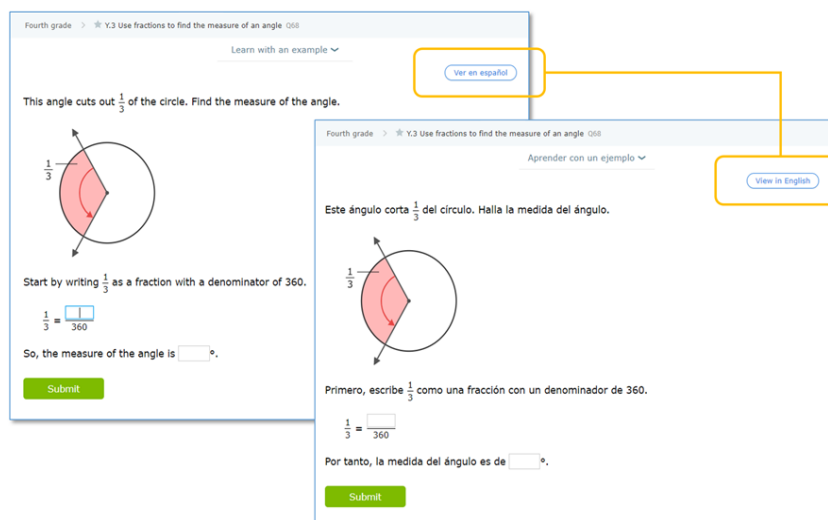 Fourth grade > Y.3 Use fractions to find the measure of an angle Q68
Learn with an example
Ver en español
This angle cuts out 1/3 of the circle. Find the measure of the angle.
1/3
Start by writing 1/3 as a fraction with a denominator of 360.
1/3 = /360
So, the measure of the angle is °.
Submit
Fourth grade > Y.3 Use fractions to find the measure of an angle Q68
Aprender con un ejemplo
View in English
Este ángulo corta 1/3 del círculo. Halla la medida del ángulo.
1/3
Primero, escribe 1/3 como una fracción con un denominador de 360.
1/3 = /360
Por tanto, la medida del ángulo es de °.
Submit